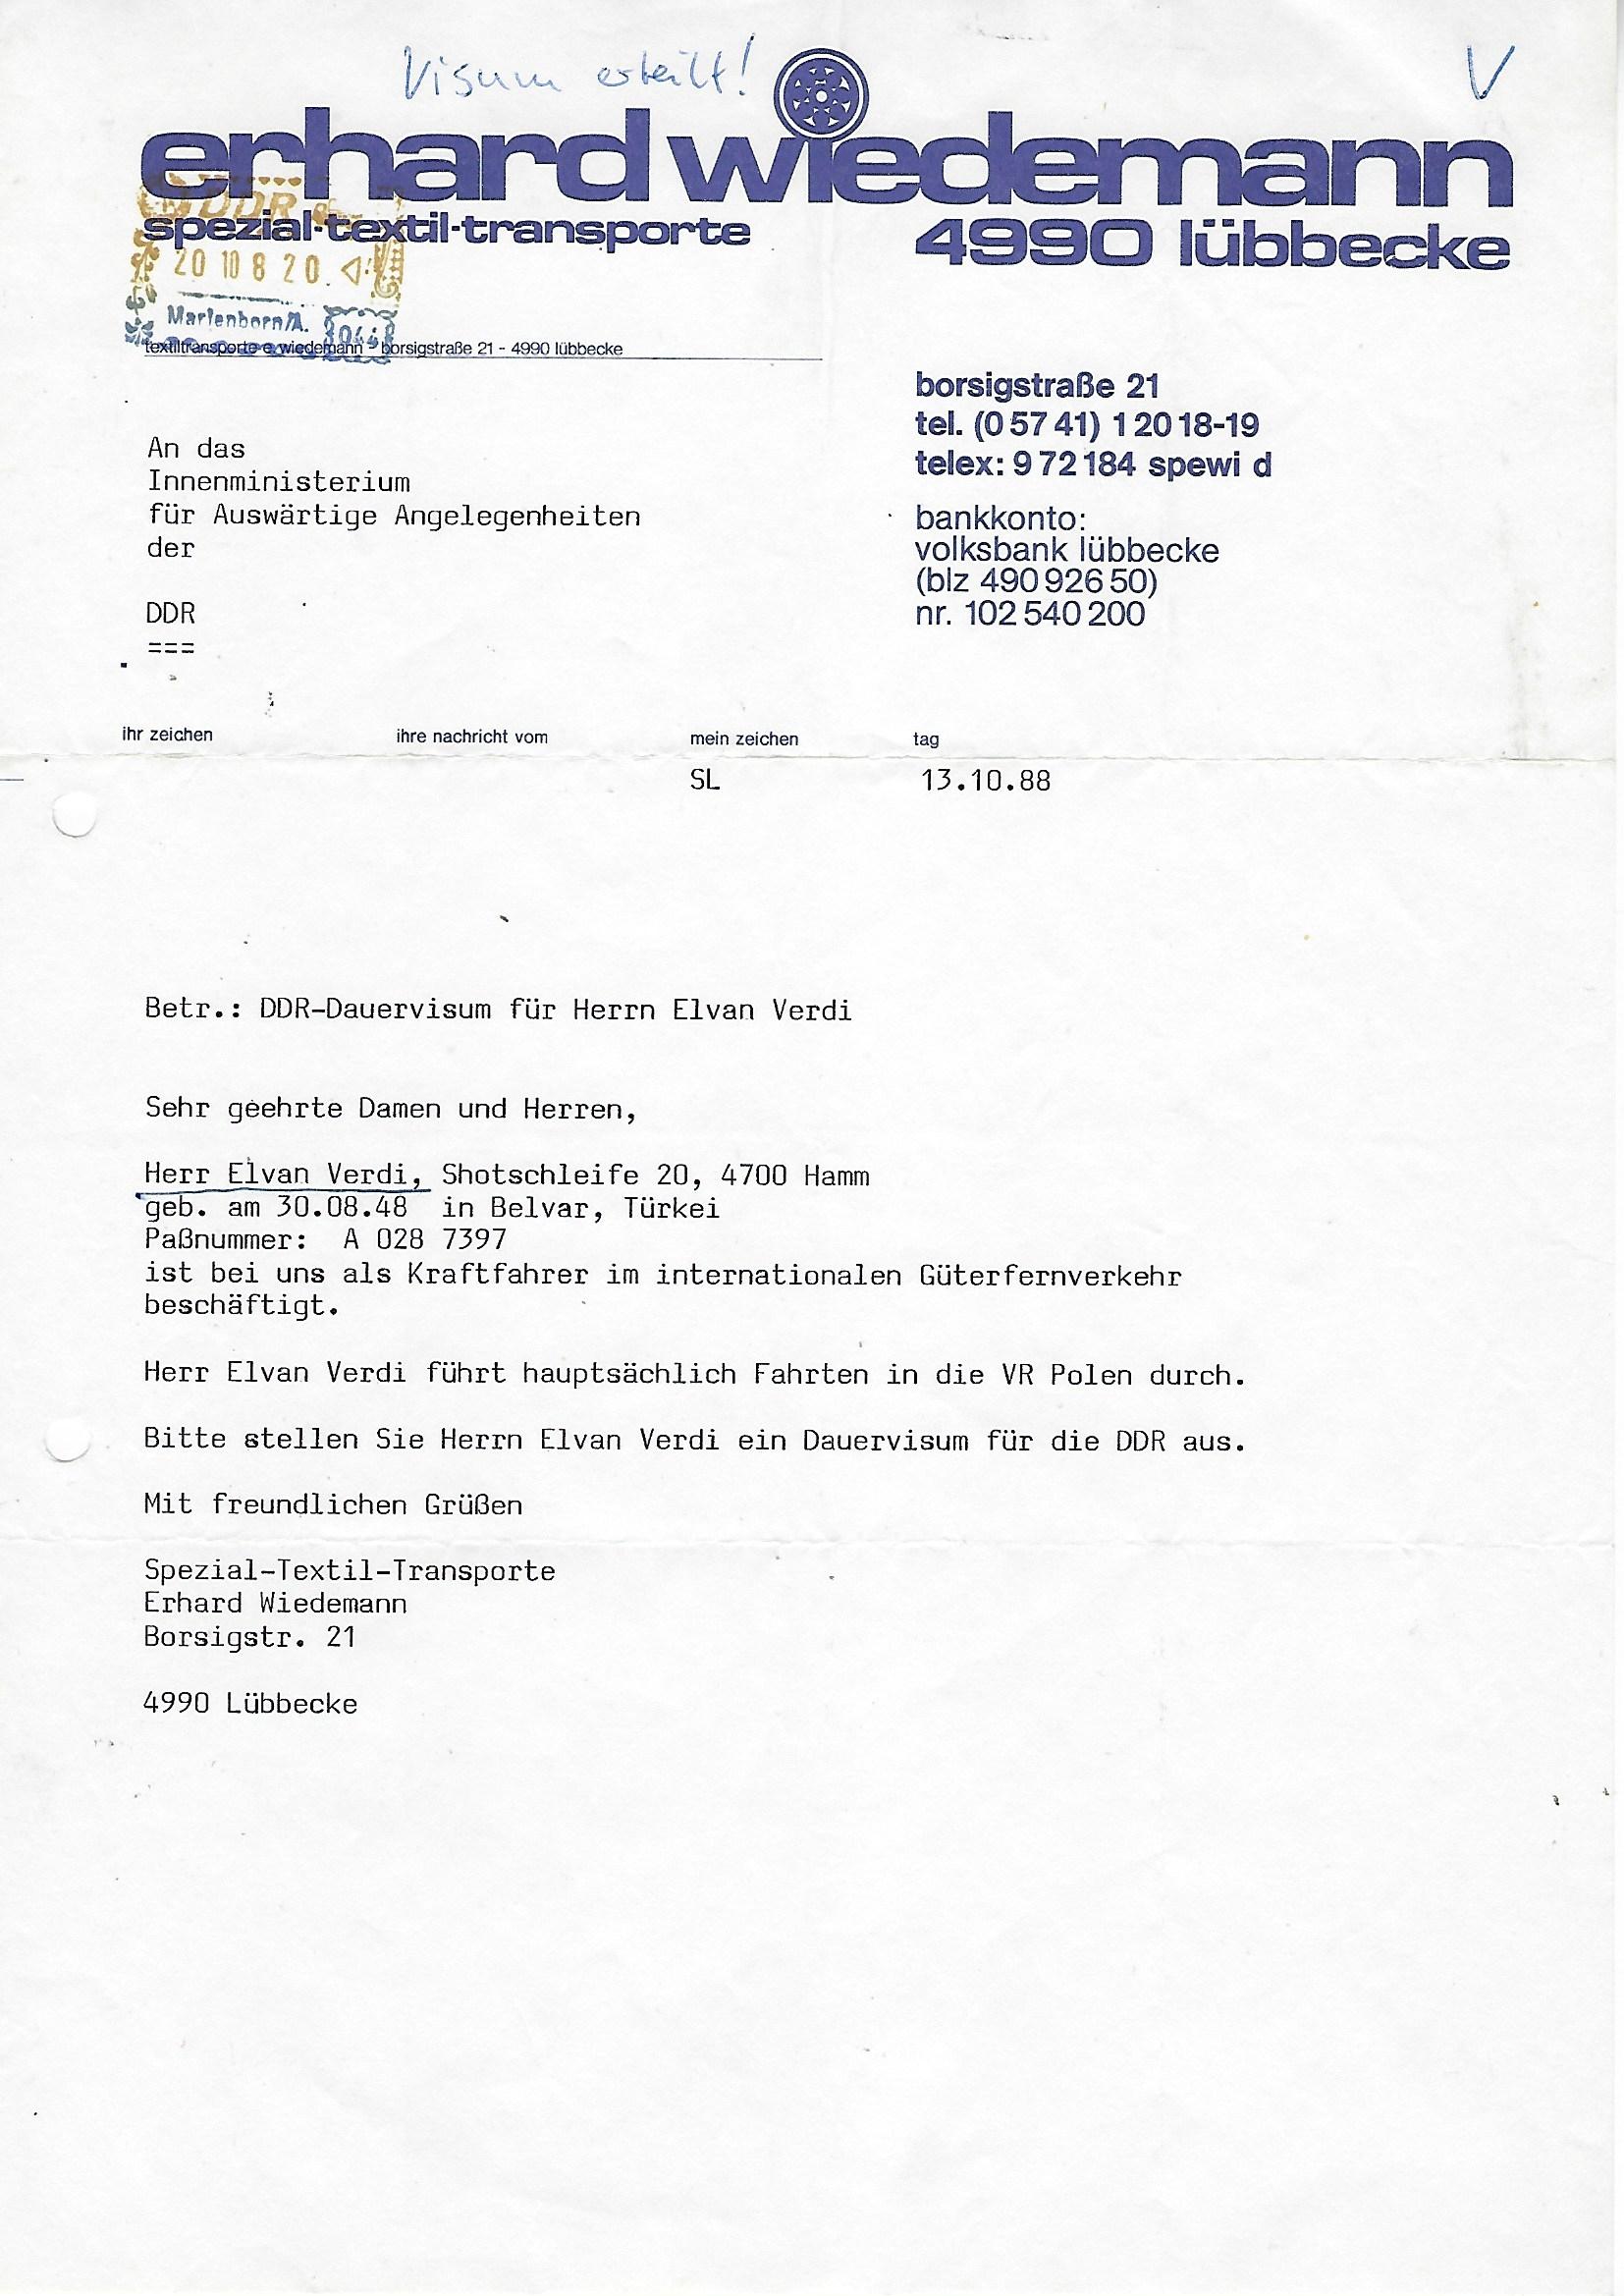 Visum erteilt!
V
erhard wiedemann
spezial-textil-transporte
4990 lübbecke
DDR
20 10 8 20.
Marienborn/A.
044
textiltransporte e. wiedemann - borsigstraße 21 - 4990 lübbecke
borsigstraße 21
tel. (0 57 41) 1 20 18-19
telex: 9 72 184 spewi d
An das
Innenministerium
für Auswärtige Angelegenheiten
der
DDR
===
bankkonto:
volksbank lübbecke
(blz 490 926 50)
nr. 102 540 200
ihr zeichen ihre nachricht vom mein zeichen tag
SL 13.10.88
Betr.: DDR-Dauervisum für Herrn Elvan Verdi
Sehr geehrte Damen und Herren,
Herr Elvan Verdi, Shotschleife 20, 4700 Hamm
geb. am 30.08.48 in Belvar, Türkei
Paßnummer: A 028 7397
ist bei uns als Kraftfahrer im internationalen Güterfernverkehr
beschäftigt.
Herr Elvan Verdi führt hauptsächlich Fahrten in die VR Polen durch.
Bitte stellen Sie Herrn Elvan Verdi ein Dauervisum für die DDR aus.
Mit freundlichen Grüßen
Spezial-Textil-Transporte
Erhard Wiedemann
Borsigstr. 21
4990 Lübbecke